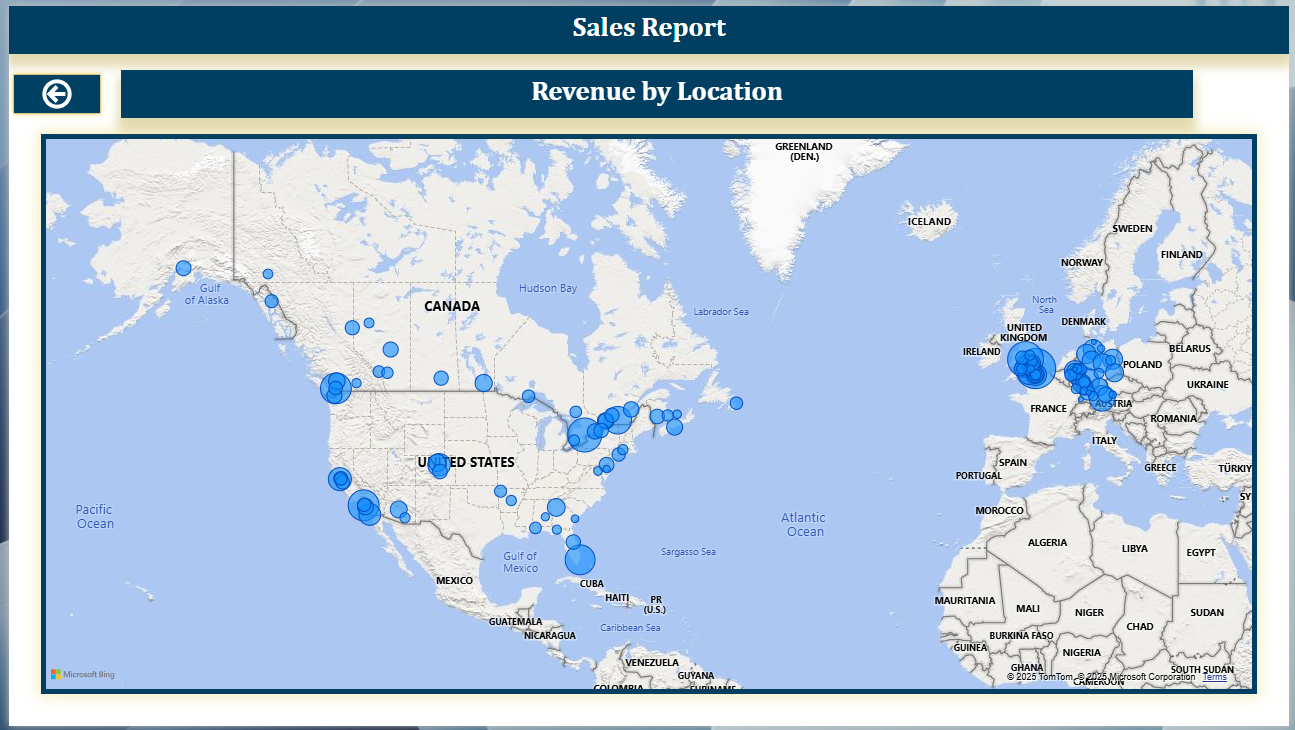 Sales Report
Revenue by Location
GREENLAND
(DEN.)
ICELAND
SWEDEN
FINLAND
NORWAY
Gulf
of Alaska
Hudson Bay
CANADA
Labrador Sea
North
Sea
DENMARK
UNITED
KINGDOM
IRELAND
BELARUS
POLAND
UKRAINE
FRANCE
AUSTRIA
ROMANIA
ITALY
UNITED STATES
SPAIN
PORTUGAL
GREECE
TÜRKIY
SY
Pacific
Ocean
Atlantic
Ocean
MOROCCO
ALGERIA
LIBYA
EGYPT
Sargasso Sea
Gulf of
Mexico
MEXICO
CUBA
HAITI
PR
(U.S.)
GUATEMALA
NICARAGUA
Caribbean Sea
MAURITANIA
MALI
NIGER
CHAD
SUDAN
BURKINA FASO
GUINEA
NIGERIA
GHANA
SOUTH SUDAN
CAMEROON
VENEZUELA
GUYANA
COLOMBIA
SURINAME
Microsoft Bing
© 2025 TomTom, © 2025 Microsoft Corporation Terms